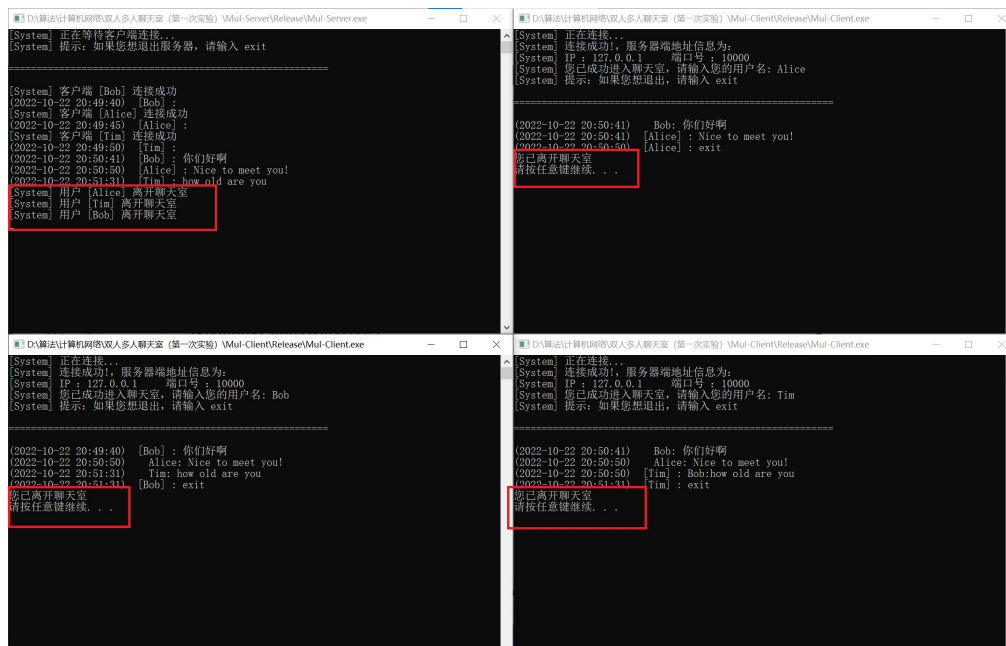 D:\算法\计算机网络\双人多人聊天室 (第一次实验) \Mul-Server\Release\Mul-Server.exe
[System] 正在等待客户端连接...
[System] 提示: 如果您想退出服务器, 请输入 exit
[System] 客户端 [Bob] 连接成功
(2022-10-22 20:49:40) [Bob] :
[System] 客户端 [Alice] 连接成功
(2022-10-22 20:49:45) [Alice] :
[System] 客户端 [Tim] 连接成功
(2022-10-22 20:49:50) [Tim] :
(2022-10-22 20:50:41) [Bob] : 你们好啊
(2022-10-22 20:50:50) [Alice] : Nice to meet you!
(2022-10-22 20:51:31) [Tim] : how old are you
[System] 用户 [Alice] 离开聊天室
[System] 用户 [Tim] 离开聊天室
[System] 用户 [Bob] 离开聊天室
D:\算法\计算机网络\双人多人聊天室 (第一次实验) \Mul-Client\Release\Mul-Client.exe
[System] 正在连接...
[System] 连接成功!, 服务器端地址信息为:
[System] IP : 127.0.0.1 端口号 : 10000
[System] 您已成功进入聊天室, 请输入您的用户名: Alice
[System] 提示: 如果您想退出, 请输入 exit
(2022-10-22 20:50:41) Bob: 你们好啊
(2022-10-22 20:50:41) [Alice] : Nice to meet you!
(2022-10-22 20:50:50) [Alice] : exit
您已离开聊天室
请按任意键继续. . .
D:\算法\计算机网络\双人多人聊天室 (第一次实验) \Mul-Client\Release\Mul-Client.exe
[System] 正在连接...
[System] 连接成功!, 服务器端地址信息为:
[System] IP : 127.0.0.1 端口号 : 10000
[System] 您已成功进入聊天室, 请输入您的用户名: Bob
[System] 提示: 如果您想退出, 请输入 exit
(2022-10-22 20:49:40) [Bob] : 你们好啊
(2022-10-22 20:50:50) Alice: Nice to meet you!
(2022-10-22 20:51:31) Tim: how old are you
(2022-10-22 20:51:31) [Bob] : exit
您已离开聊天室
请按任意键继续. . .
D:\算法\计算机网络\双人多人聊天室 (第一次实验) \Mul-Client\Release\Mul-Client.exe
[System] 正在连接...
[System] 连接成功!, 服务器端地址信息为:
[System] IP : 127.0.0.1 端口号 : 10000
[System] 您已成功进入聊天室, 请输入您的用户名: Tim
[System] 提示: 如果您想退出, 请输入 exit
(2022-10-22 20:50:41) Bob: 你们好啊
(2022-10-22 20:50:50) Alice: Nice to meet you!
(2022-10-22 20:50:50) [Tim] : Bob:how old are you
(2022-10-22 20:51:31) [Tim] : exit
您已离开聊天室
请按任意键继续. . .